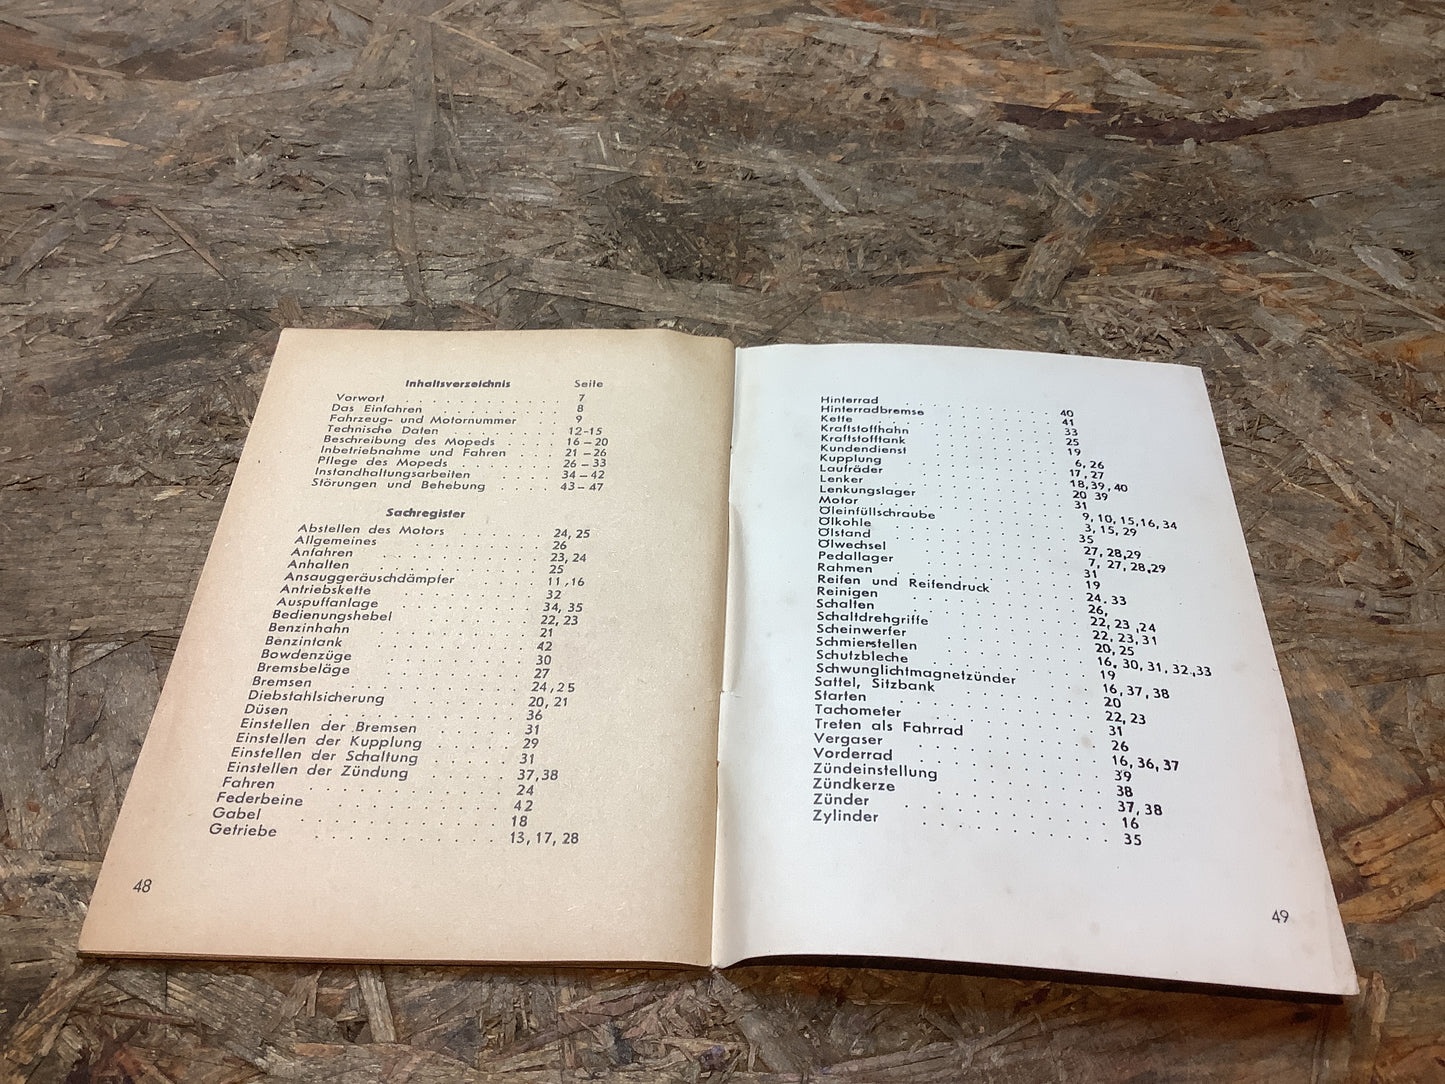 Inhaltsverzeichnis Seite
Vorwort . . . . . . . . . . 7
Das Einfahren . . . . . . . . 8
Fahrzeug- und Motornummer . . 9
Technische Daten . . . . . . . 12-15
Beschreibung des Mopeds . . . . 16–20
Inbetriebnahme und Fahren . . . 21–26
Pflege des Mopeds . . . . . . 26–33
Instandhaltungsarbeiten . . . . . 34–42
Störungen und Behebung . . . . 43–47
Sachregister
Abstellen des Motors . . . . . . 24, 25
Allgemeines . . . . . . . . . 26
Anfahren . . . . . . . . . . 23, 24
Anhalten . . . . . . . . . . 25
Ansauggeräuschdämpfer . . . . 11,16
Antriebskette . . . . . . . . . 32
Auspuffanlage . . . . . . . . 34, 35
Bedienungshebel . . . . . . . 22, 23
Benzinhahn . . . . . . . . . 21
Benzintank . . . . . . . . . 42
Bowdenzüge . . . . . . . . . 30
Bremsbeläge . . . . . . . . . 27
Bremsen . . . . . . . . . . 24,25
Diebstahlsicherung . . . . . . . 20, 21
Düsen . . . . . . . . . . . 36
Einstellen der Bremsen . . . . . 31
Einstellen der Kupplung . . . . . 29
Einstellen der Schaltung . . . . . 31
Einstellen der Zündung . . . . . 37,38
Fahren . . . . . . . . . . . 24
Federbeine . . . . . . . . . 42
Gabel . . . . . . . . . . . 18
Getriebe . . . . . . . . . . 13, 17, 28
48
Hinterrad . . . . . . . . . . 40
Hinterradbremse . . . . . . . . 41
Kette . . . . . . . . . . . 33
Kraftstoffhahn . . . . . . . . 25
Kraftstofftank . . . . . . . . 19
Kundendienst . . . . . . . . 6, 26
Kupplung . . . . . . . . . . 17, 27
Laufräder . . . . . . . . . . 18,39, 40
Lenker . . . . . . . . . . . 20 39
Lenkungslager . . . . . . . . 31
Motor . . . . . . . . . . . 9, 10, 15,16, 34
Öleinfüllschraube . . . . . . . 3, 15, 29
Ölkohle . . . . . . . . . . 35
Ölstand . . . . . . . . . . 27, 28,29
Ölwechsel . . . . . . . . . . 7, 27, 28,29
Pedallager . . . . . . . . . 31
Rahmen . . . . . . . . . . 19
Reifen und Reifendruck . . . . . 24. 33
Reinigen . . . . . . . . . . 26,
Schalten . . . . . . . . . . 22, 23 ,24
Schaltdrehgriffe . . . . . . . . 22, 23, 31
Scheinwerfer . . . . . . . . . 20, 25
Schmierstellen . . . . . . . . 16, 30, 31, 32,33
Schutzbleche . . . . . . . . . 19
Schwunglichtmagnetzünder . . . . 16, 37, 38
Sattel, Sitzbank . . . . . . . . 20
Starten . . . . . . . . . . . 22, 23
Tachometer . . . . . . . . . 31
Treten als Fahrrad . . . . . . . 26
Vergaser . . . . . . . . . . 16, 36, 37
Vorderrad . . . . . . . . . . 39
Zündeinstellung . . . . . . . . 38
Zündkerze . . . . . . . . . . 37, 38
Zünder . . . . . . . . . . . 16
Zylinder . . . . . . . . . . 35
49